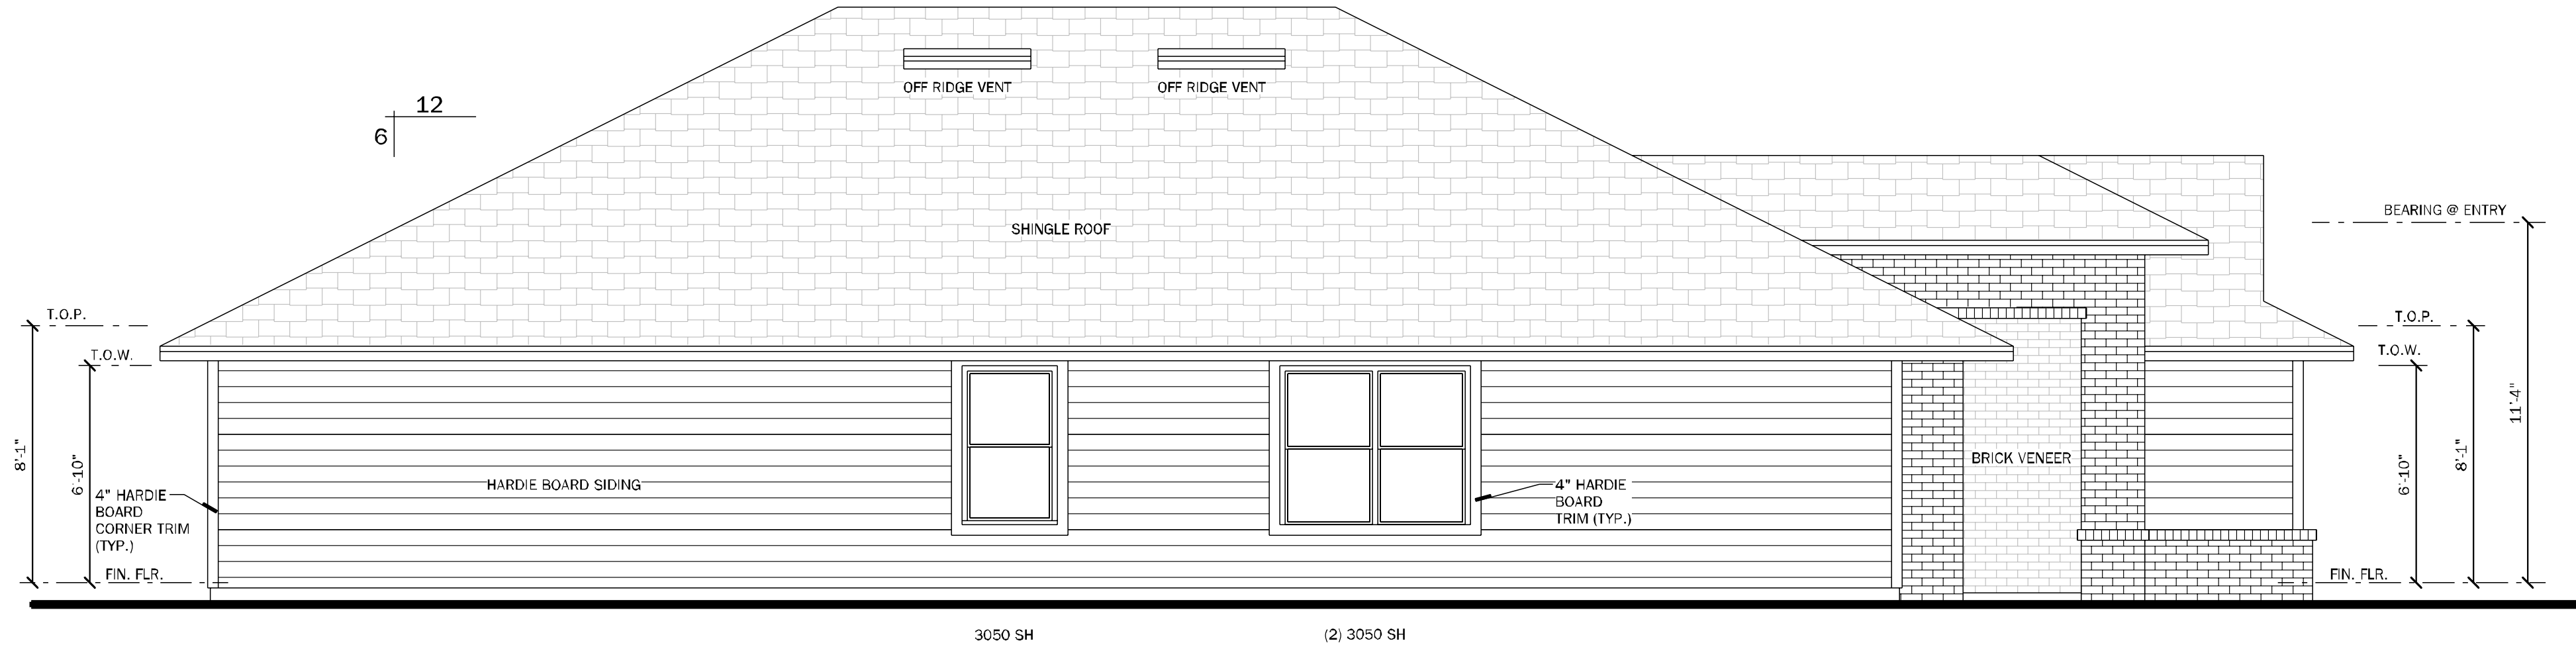 OFF RIDGE VENT
OFF RIDGE VENT
12
6
SHINGLE ROOF
BEARING @ ENTRY
T.O.P.
T.O.P.
T.O.W.
T.O.W.
11'-4"
8'-1"
6'-10"
HARDIE BOARD SIDING
4" HARDIE
BOARD
CORNER TRIM
(TYP.)
4" HARDIE
BOARD
TRIM (TYP.)
BRICK VENEER
6'-10"
8'-1"
FIN. FLR.
FIN. FLR.
3050 SH
(2) 3050 SH